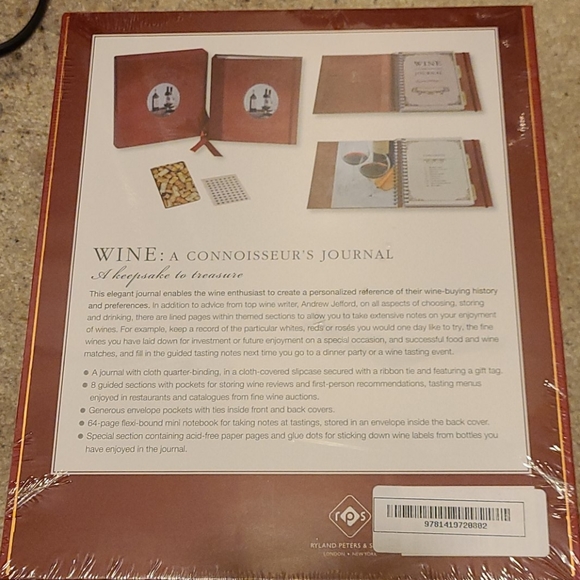 WINE
JOURNAL
WINE: A CONNOISSEUR'S JOURNAL
A keepsake to treasure
This elegant journal enables the wine enthusiast to create a personalized reference of their wine-buying history
and preferences. In addition to advice from top wine writer, Andrew Jefford, on all aspects of choosing, storing
and drinking, there are lined pages within themed sections to allow you to take extensive notes on your enjoyment
of wines. For example, keep a record of the particular whites, reds or rosés you would one day like to try, the fine
wines you have laid down for investment or future enjoyment on a special occasion, and successful food and wine
matches, and fill in the guided tasting notes next time you go to a dinner party or a wine tasting event.
● A journal with cloth quarter-binding, in a cloth-covered slipcase secured with a ribbon tie and featuring a gift tag.
● 8 guided sections with pockets for storing wine reviews and first-person recommendations, tasting menus
enjoyed in restaurants and catalogues from fine wine auctions.
● Generous envelope pockets with ties inside front and back covers.
● 64-page flexi-bound mini notebook for taking notes at tastings, stored in an envelope inside the back cover.
● Special section containing acid-free paper pages and glue dots for sticking down wine labels from bottles you
have enjoyed in the journal.
rps
RYLAND PETERS & S
LONDON • NEW YORK
9781419720802